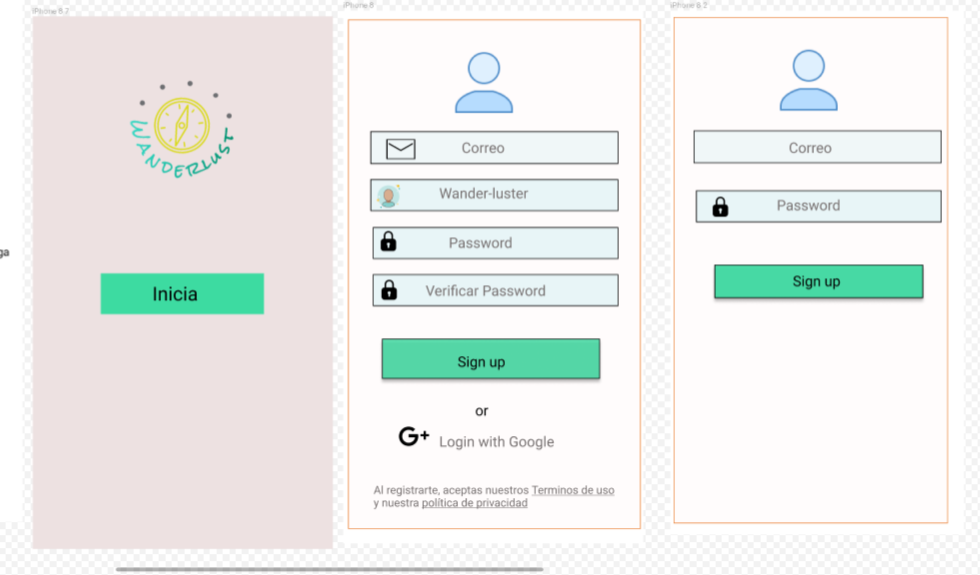 iPhone 6 7
iPhone 8
iPhone 6 2
ga
WANDERLUST
Inicia
Correo
Wander-luster
Password
Verificar Password
Sign up
or
G+ Login with Google
Al registrarte, aceptas nuestros Terminos de uso
y nuestra política de privacidad
Correo
Password
Sign up